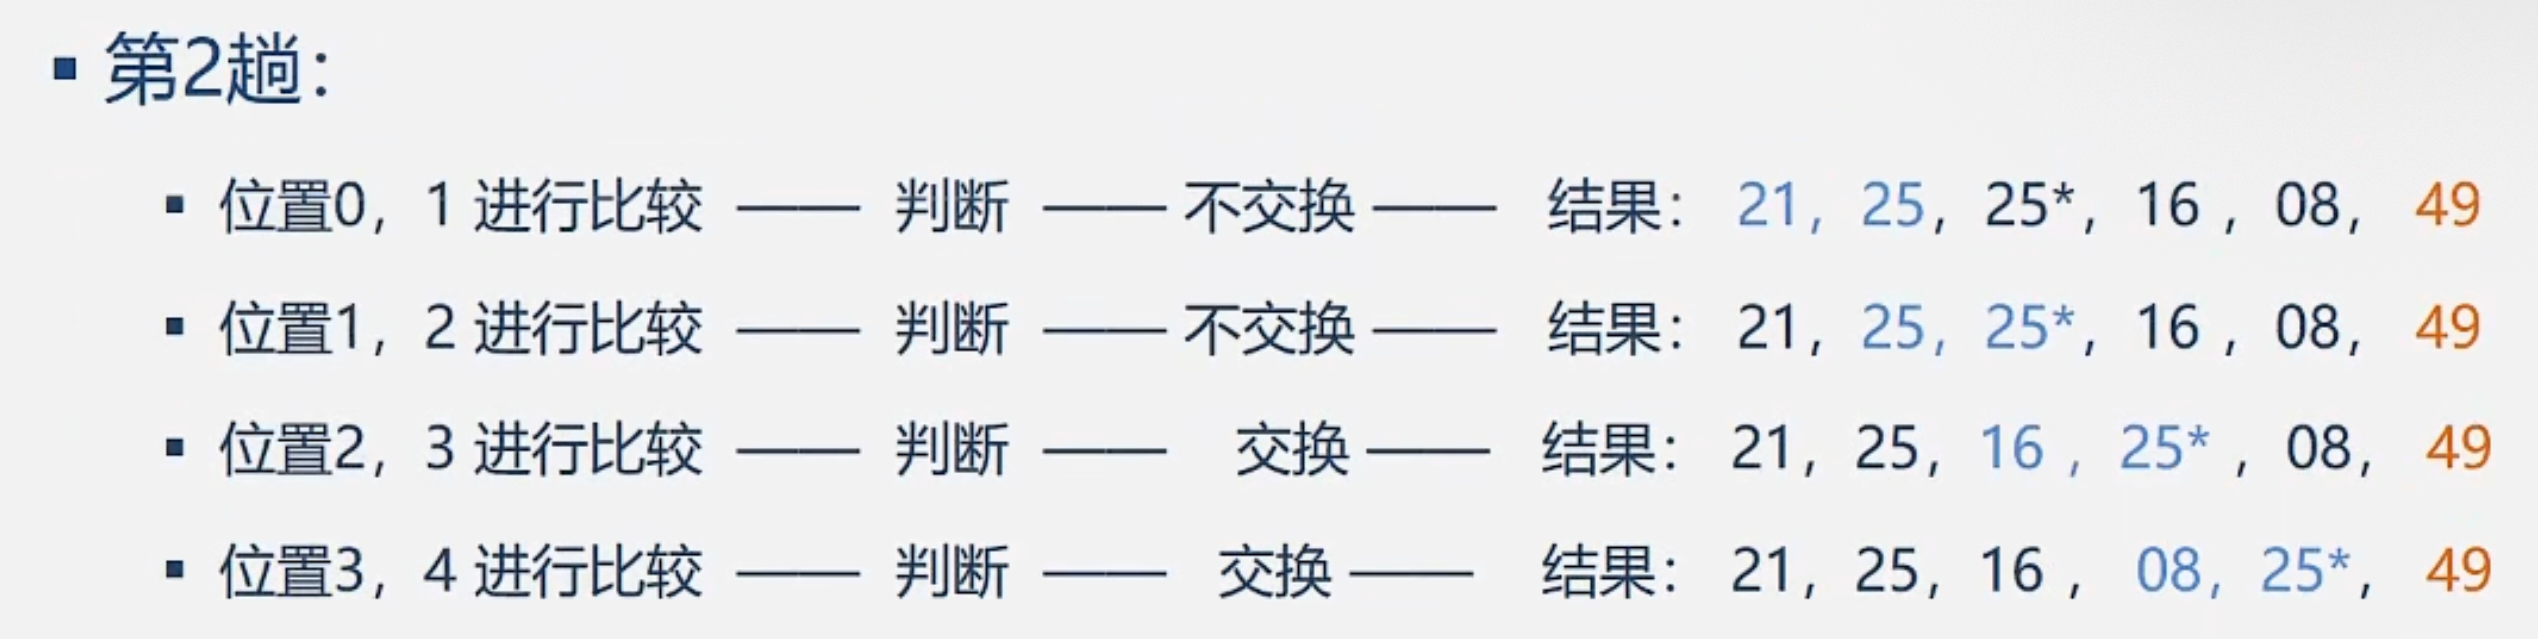 ▪ 第2趟：
▪ 位置0，1 进行比较 —— 判断 —— 不交换 —— 结果： 21，25，25*，16 ，08， 49
▪ 位置1，2 进行比较 —— 判断 —— 不交换 —— 结果： 21，25，25*，16 ，08， 49
▪ 位置2，3 进行比较 —— 判断 —— 交换 —— 结果： 21，25，16 ，25* ，08， 49
▪ 位置3，4 进行比较 —— 判断 —— 交换 —— 结果： 21，25，16 ，08，25*， 49